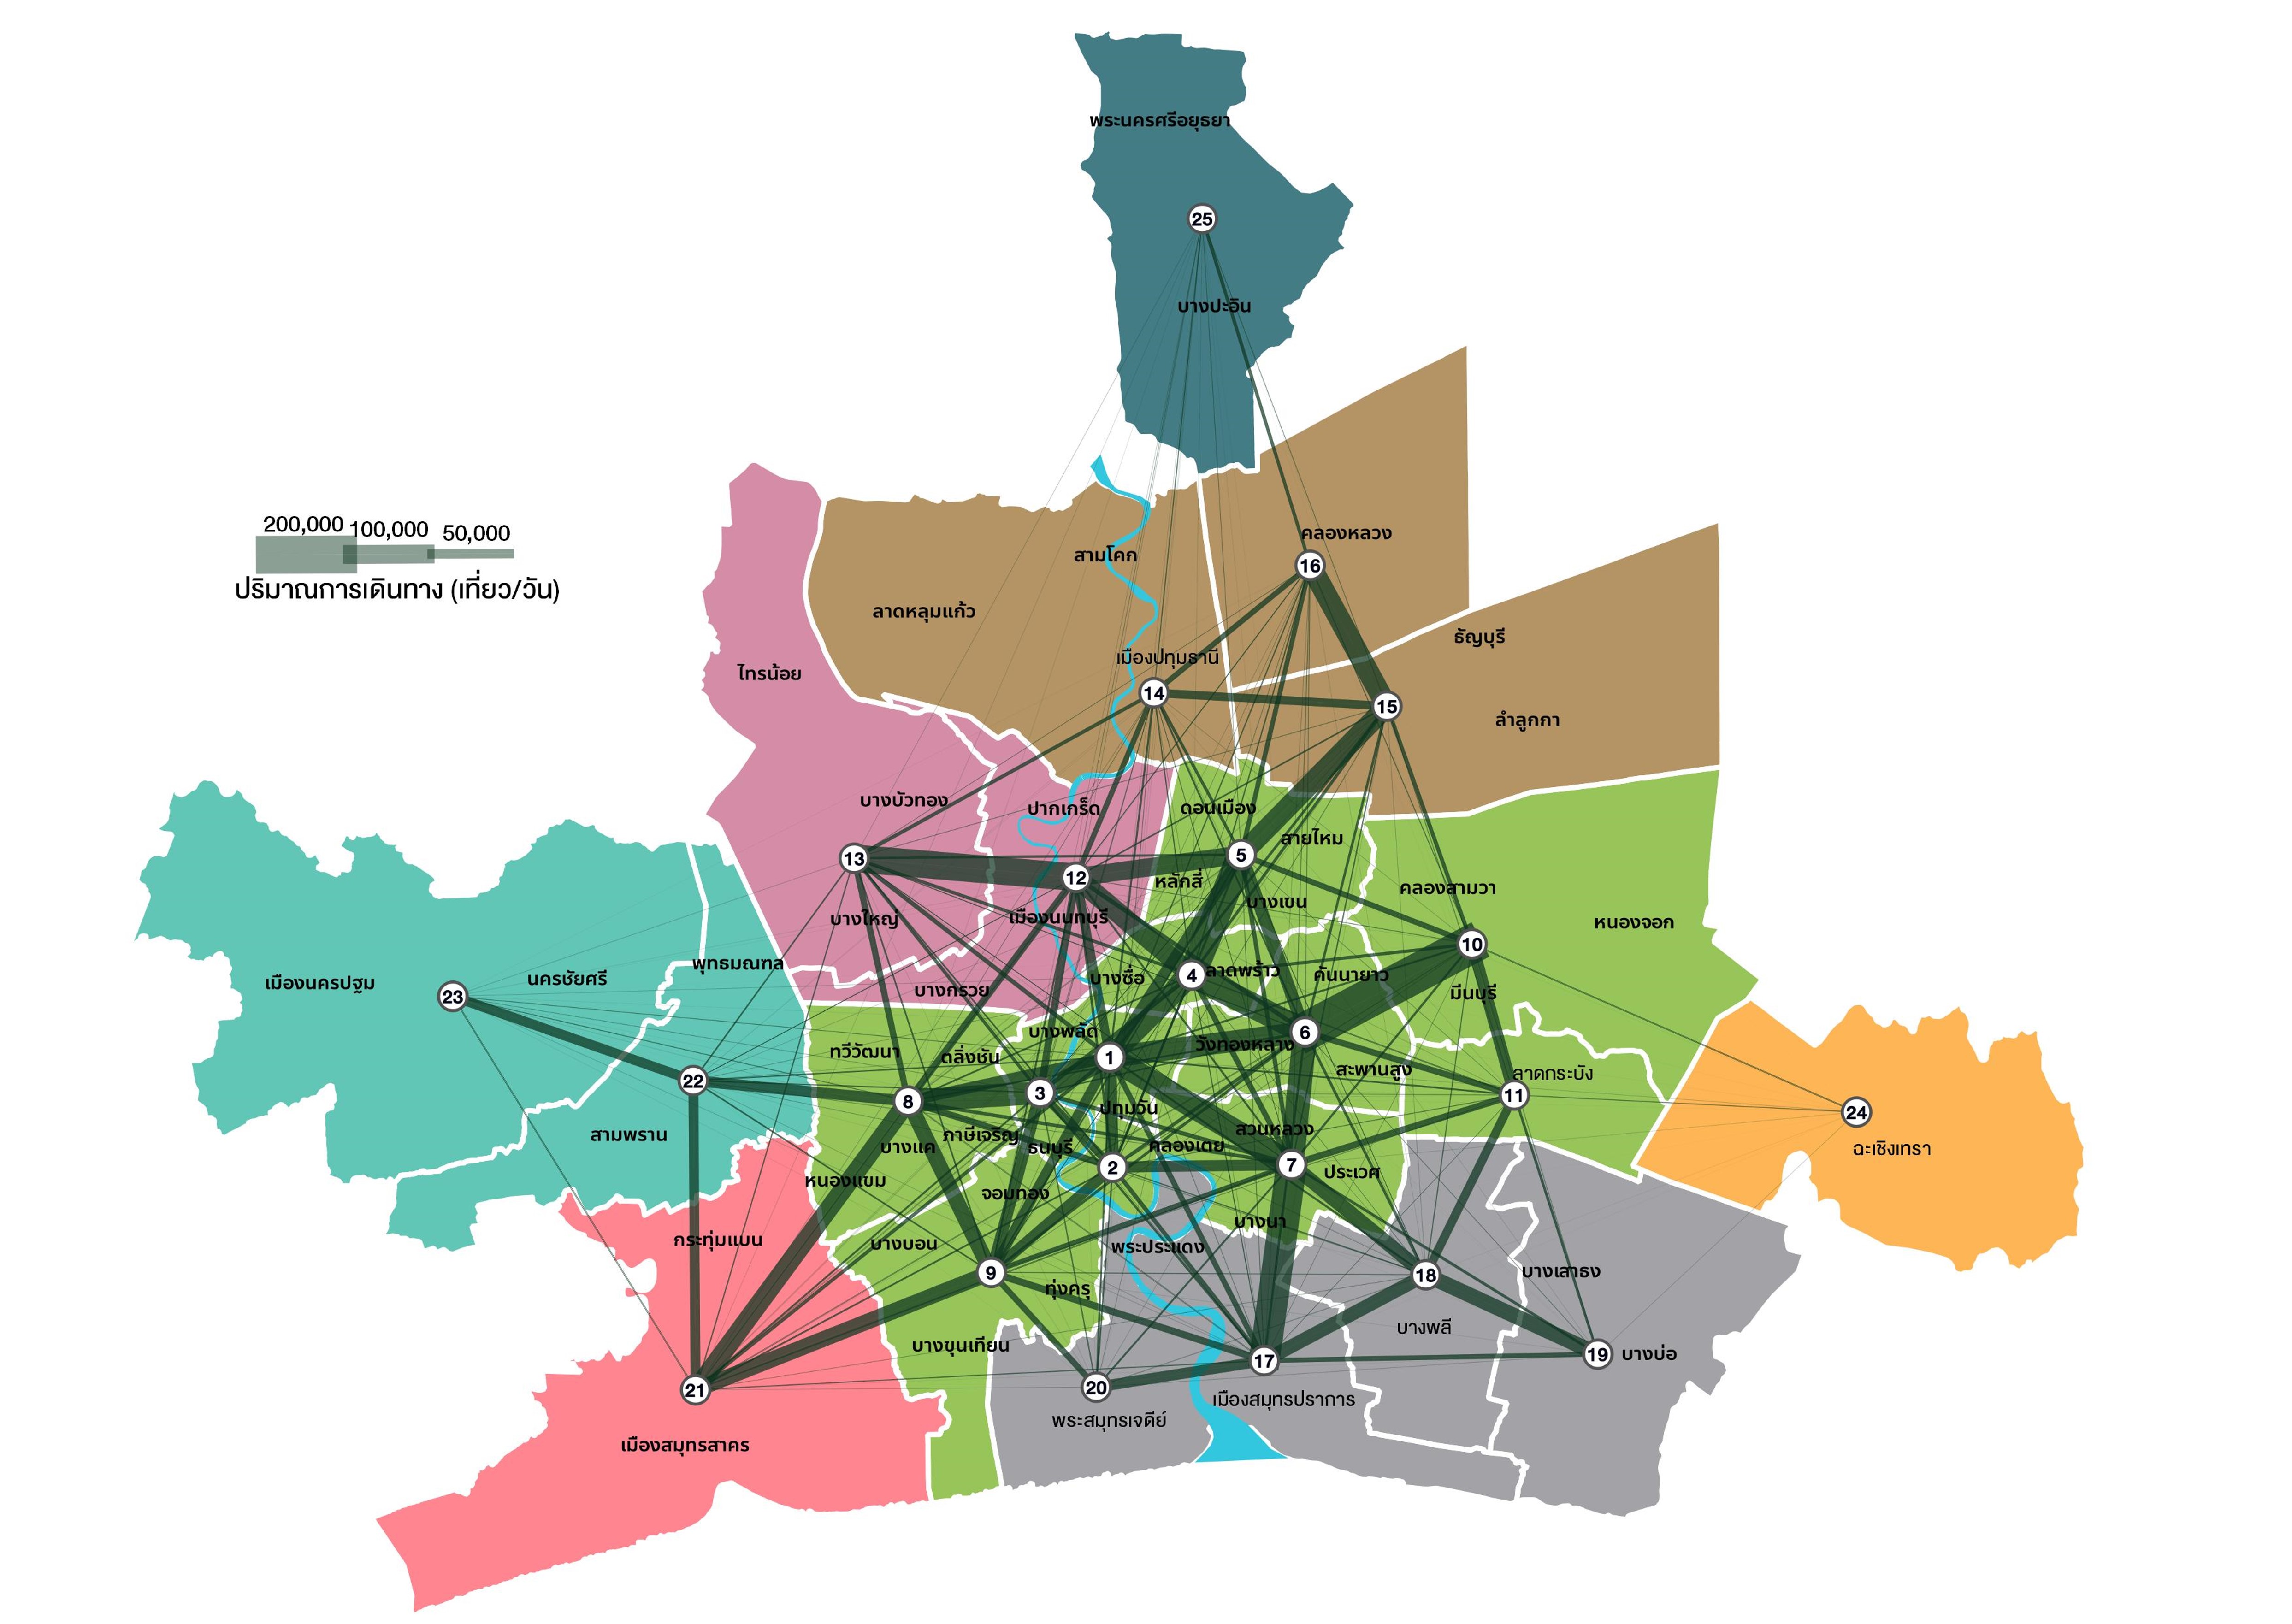 พระนครศรีอยุธยา
25
บางปะอิน
200,000 100,000 50,000
ปริมาณการเดินทาง (เที่ยว/วัน)
คลองหลวง
16
สามโคก
ลาดหลุมแก้ว
ธัญบุรี
เมืองปทุมธานี
ไทรน้อย
14
15
ลำลูกกา
บางบัวทอง
ปากเกร็ด
ดอนเมือง
สายไหม
13
5
12
หลักสี่
คลองสามวา
บางเขน
หนองจอก
บางใหญ่
เมืองนนทบุรี
10
พุทธมณฑล
ลาดพร้าว
4
คันนายาว
บางซื่อ
นครชัยศรี
เมืองนครปฐม
23
บางกรวย
มีนบุรี
บางพลัด
6
วังทองหลาง
ทวีวัฒนา
ตลิ่งชัน
1
สะพานสูง
ลาดกระบัง
22
3
11
8
ปทุมวัน
24
สามพราน
ภาษีเจริญ
สวนหลวง
บางแค
ธนบุรี
คลองเตย
ฉะเชิงเทรา
2
7
ประเวศ
หนองแขม
จอมทอง
บางนา
กระทุ่มแบน
บางบอน
พระประแดง
9
18
บางเสาธง
ทุ่งครุ
บางพลี
บางขุนเทียน
19
บางบ่อ
17
21
20
เมืองสมุทรปราการ
พระสมุทรเจดีย์
เมืองสมุทรสาคร